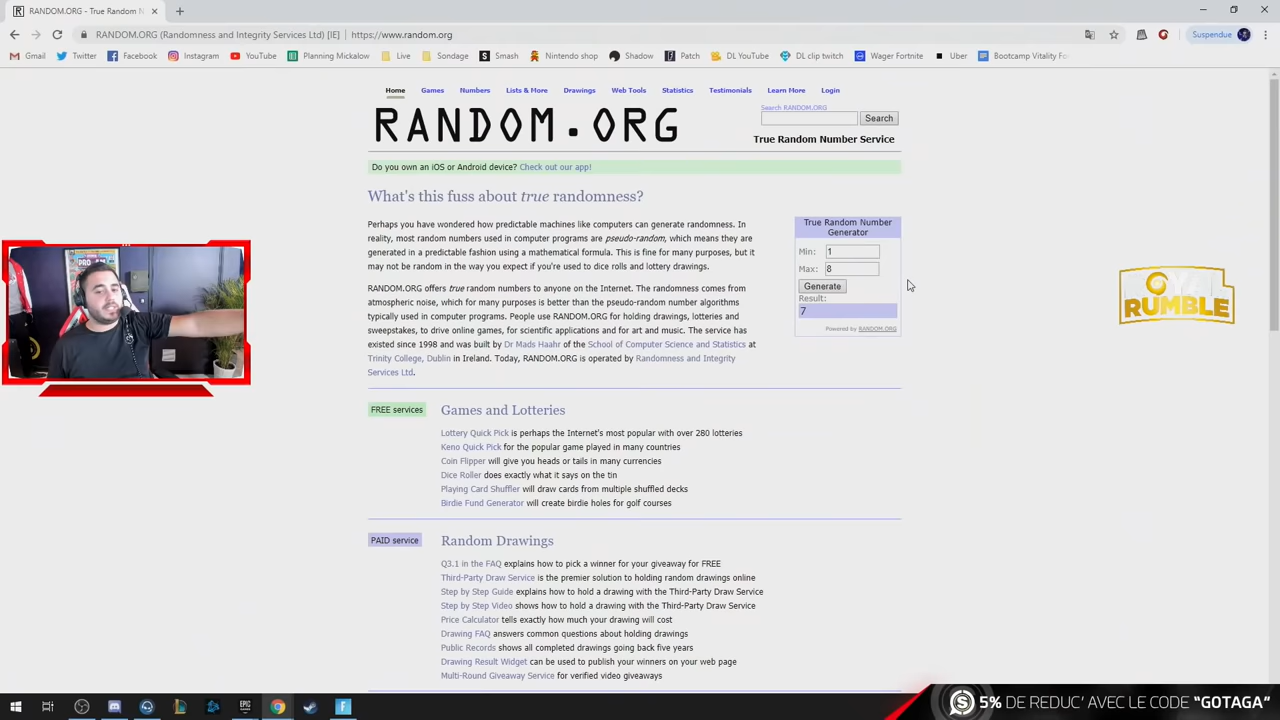 RANDOM.ORG - True Random N
RANDOM.ORG (Randomness and Integrity Services Ltd) [IE] | https://www.random.org
Suspendue
Gmail Twitter Facebook Instagram YouTube Planning Mickalow Live Sondage Smash Nintendo shop Shadow Patch DL YouTube DL clip twitch Wager Fortnite Uber Bootcamp Vitality Fo
Home Games Numbers Lists & More Drawings Web Tools Statistics Testimonials Learn More Login
RANDOM.ORG
Search RANDOM.ORG
Search
True Random Number Service
Do you own an iOS or Android device? Check out our app!
What's this fuss about true randomness?
Perhaps you have wondered how predictable machines like computers can generate randomness. In
reality, most random numbers used in computer programs are pseudo-random, which means they are
generated in a predictable fashion using a mathematical formula. This is fine for many purposes, but it
may not be random in the way you expect if you're used to dice rolls and lottery drawings.
RANDOM.ORG offers true random numbers to anyone on the Internet. The randomness comes from
atmospheric noise, which for many purposes is better than the pseudo-random number algorithms
typically used in computer programs. People use RANDOM.ORG for holding drawings, lotteries and
sweepstakes, to drive online games, for scientific applications and for art and music. The service has
existed since 1998 and was built by Dr Mads Haahr of the School of Computer Science and Statistics at
Trinity College, Dublin in Ireland. Today, RANDOM.ORG is operated by Randomness and Integrity
Services Ltd.
True Random Number
Generator
Min: 1
Max: 8
Generate
Result:
7
Powered by RANDOM.ORG
RUMBLE
FREE services
Games and Lotteries
Lottery Quick Pick is perhaps the Internet's most popular with over 280 lotteries
Keno Quick Pick for the popular game played in many countries
Coin Flipper will give you heads or tails in many currencies
Dice Roller does exactly what it says on the tin
Playing Card Shuffler will draw cards from multiple shuffled decks
Birdie Fund Generator will create birdie holes for golf courses
PAID service
Random Drawings
Q3.1 in the FAQ explains how to pick a winner for your giveaway for FREE
Third-Party Draw Service is the premier solution to holding random drawings online
Step by Step Guide explains how to hold a drawing with the Third-Party Draw Service
Step by Step Video shows how to hold a drawing with the Third-Party Draw Service
Price Calculator tells exactly how much your drawing will cost
Drawing FAQ answers common questions about holding drawings
Public Records shows all completed drawings going back five years
Drawing Result Widget can be used to publish your winners on your web page
Multi-Round Giveaway Service for verified video giveaways
5% DE REDUC' AVEC LE CODE "GOTAGA"